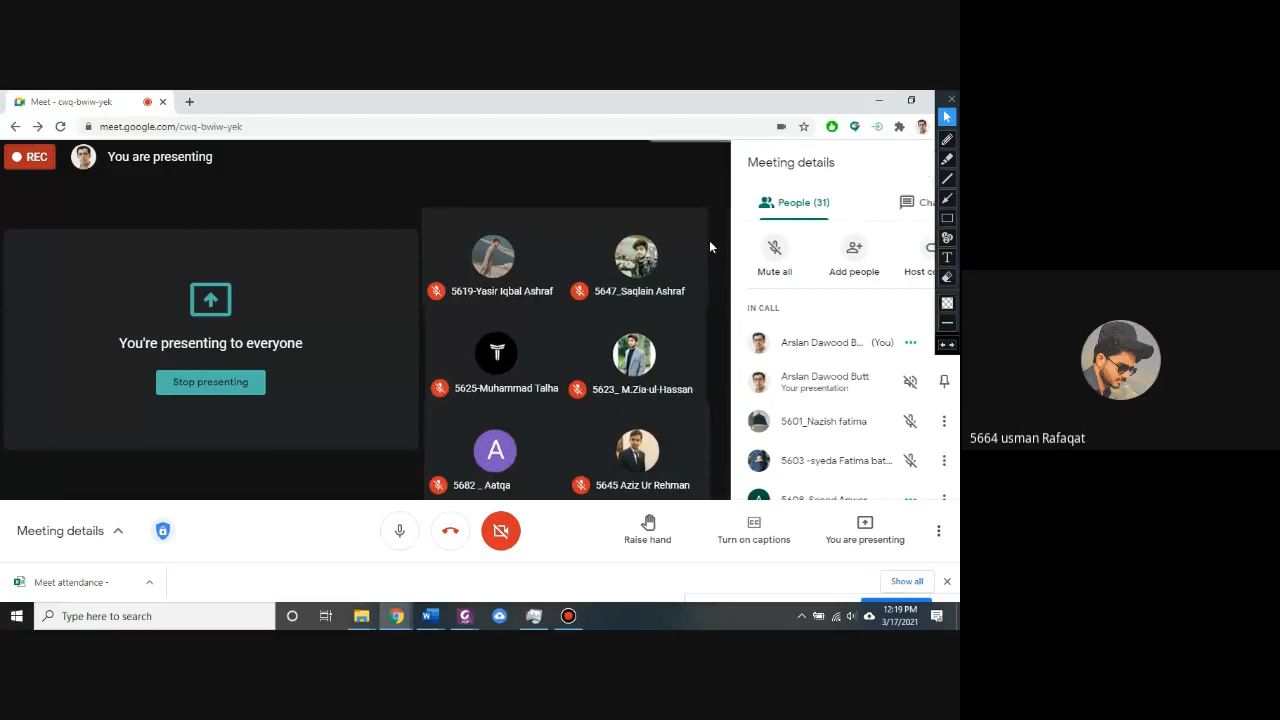 Meet - cwq-bwiw-yek
meet.google.com/cwq-bwiw-yek
REC
You are presenting
You're presenting to everyone
Stop presenting
5619-Yasir Iqbal Ashraf
5647_Saqlain Ashraf
T
5625-Muhammad Talha
5623_ M.Zia-ul-Hassan
A
5682 _ Aatqa
5645 Aziz Ur Rehman
Meeting details
People (31)
Cha
Mute all
Add people
Host c
IN CALL
Arslan Dawood B... (You)
Arslan Dawood Butt
Your presentation
5601_Nazish fatima
5603 -syeda Fatima bat...
5608_Saeed Anwar
T
5664 usman Rafaqat
Meeting details
Raise hand
Turn on captions
You are presenting
Meet attendance -
Show all
Type here to search
12:19 PM
3/17/2021